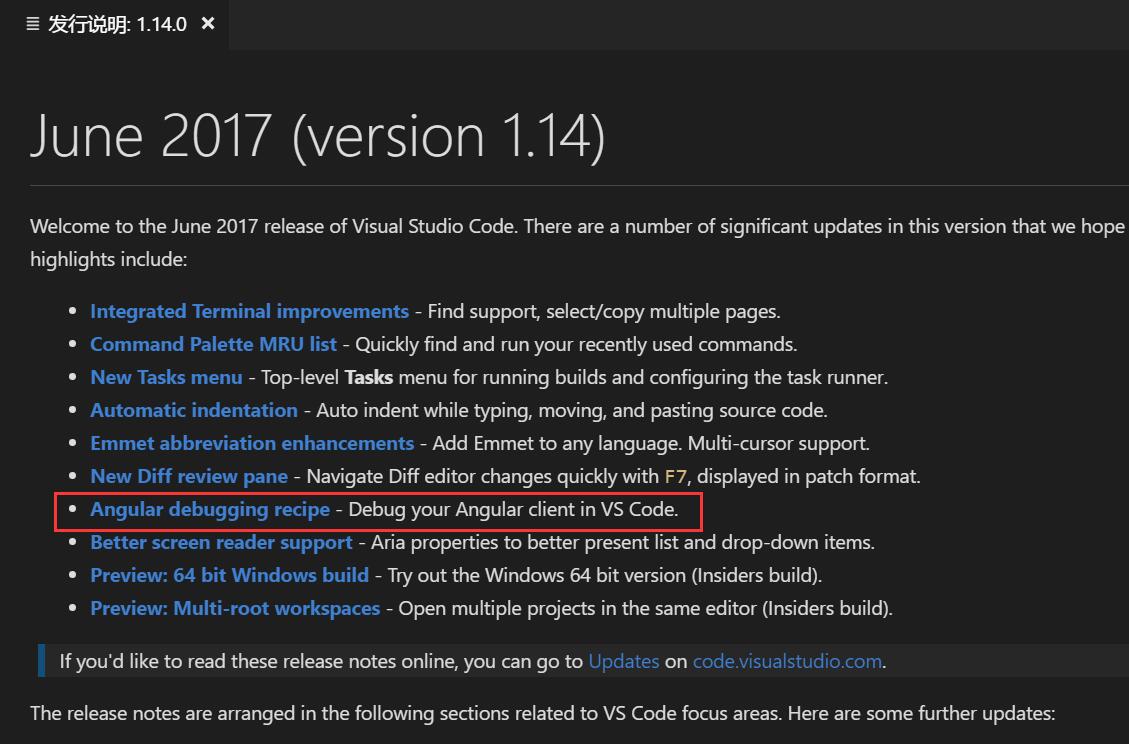 发行说明: 1.14.0
June 2017 (version 1.14)
Welcome to the June 2017 release of Visual Studio Code. There are a number of significant updates in this version that we hope
highlights include:
Integrated Terminal improvements - Find support, select/copy multiple pages.
Command Palette MRU list - Quickly find and run your recently used commands.
New Tasks menu - Top-level Tasks menu for running builds and configuring the task runner.
Automatic indentation - Auto indent while typing, moving, and pasting source code.
Emmet abbreviation enhancements - Add Emmet to any language. Multi-cursor support.
New Diff review pane - Navigate Diff editor changes quickly with F7, displayed in patch format.
Angular debugging recipe - Debug your Angular client in VS Code.
Better screen reader support - Aria properties to better present list and drop-down items.
Preview: 64 bit Windows build - Try out the Windows 64 bit version (Insiders build).
Preview: Multi-root workspaces - Open multiple projects in the same editor (Insiders build).
If you'd like to read these release notes online, you can go to Updates on code.visualstudio.com.
The release notes are arranged in the following sections related to VS Code focus areas. Here are some further updates: